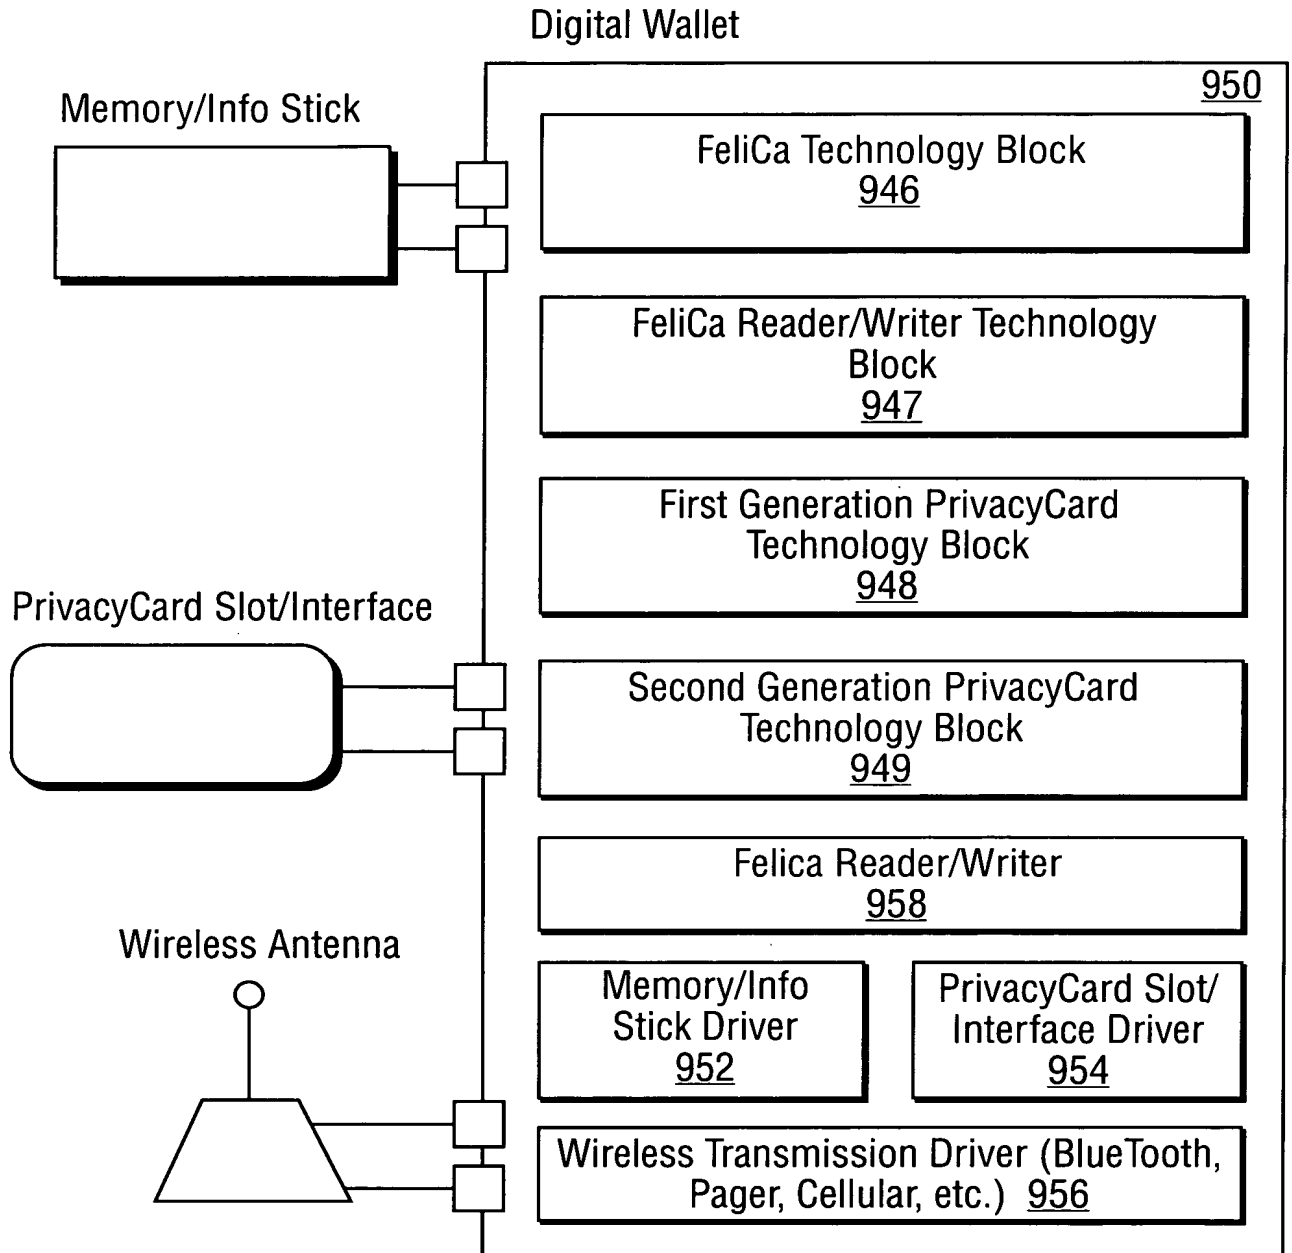 Digital Wallet
950
Memory/Info Stick
FeliCa Technology Block
946
FeliCa Reader/Writer Technology
Block
947
First Generation PrivacyCard
Technology Block
948
PrivacyCard Slot/Interface
Second Generation PrivacyCard
Technology Block
949
Felica Reader/Writer
958
Wireless Antenna
Memory/Info
Stick Driver
952
PrivacyCard Slot/
Interface Driver
954
Wireless Transmission Driver (BlueTooth,
Pager, Cellular, etc.) 956